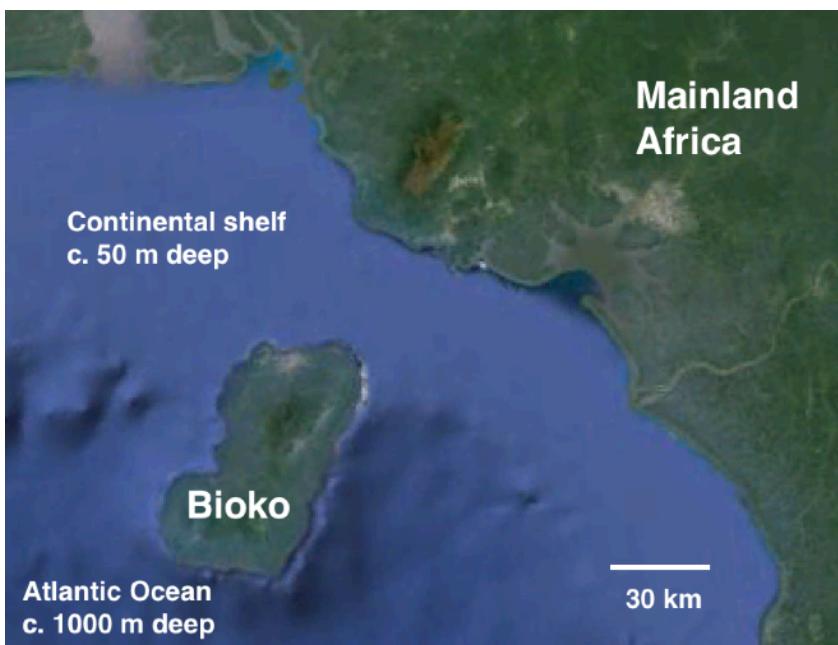 Mainland
Africa
Continental shelf
c. 50 m deep
Bioko
Atlantic Ocean
c. 1000 m deep
30 km